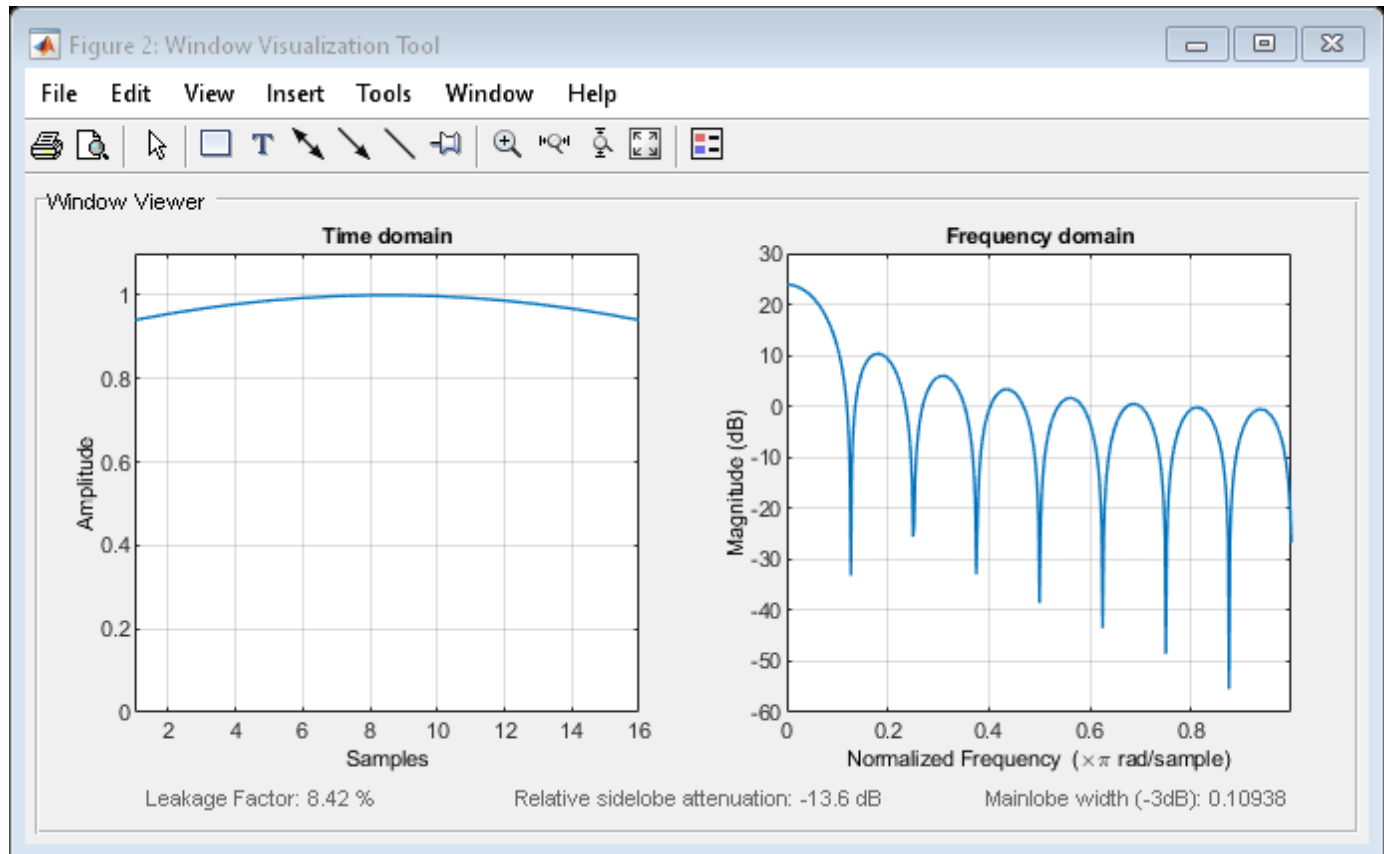 Figure 2: Window Visualization Tool
File Edit View Insert Tools Window Help
T
Window Viewer
Time domain
1
0.8
0.6
0.4
0.2
0
Amplitude
2 4 6 8 10 12 14 16
Samples
Frequency domain
30
20
10
0
-10
-20
-30
-40
-50
-60
Magnitude (dB)
0 0.2 0.4 0.6 0.8
Normalized Frequency (×π rad/sample)
Leakage Factor: 8.42 % Relative sidelobe attenuation: -13.6 dB Mainlobe width (-3dB): 0.10938